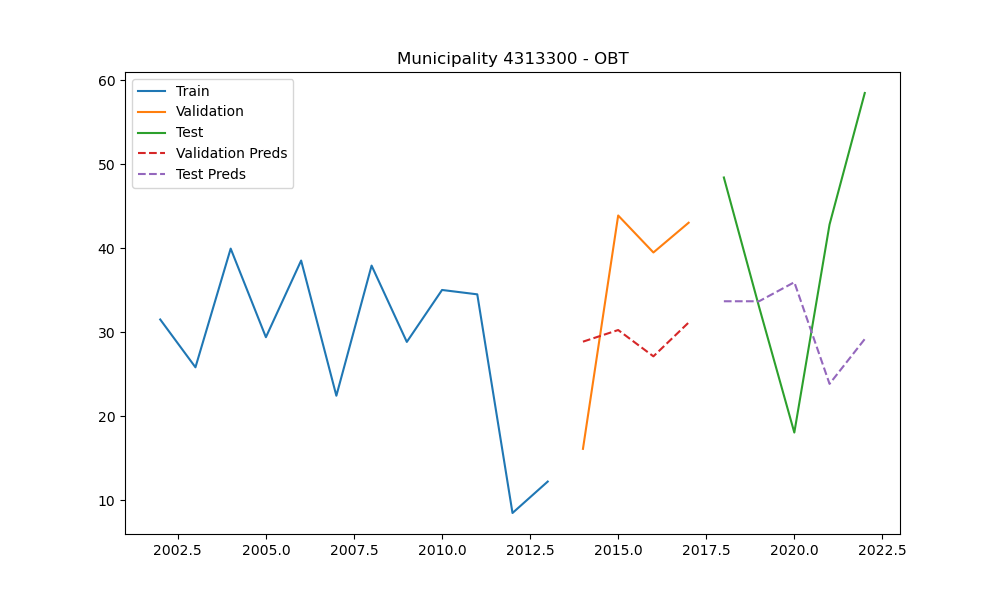 Municipality 4313300 - OBT
60
50
40
30
20
10
Train
Validation
Test
Validation Preds
Test Preds
2002.5 2005.0 2007.5 2010.0 2012.5 2015.0 2017.5 2020.0 2022.5